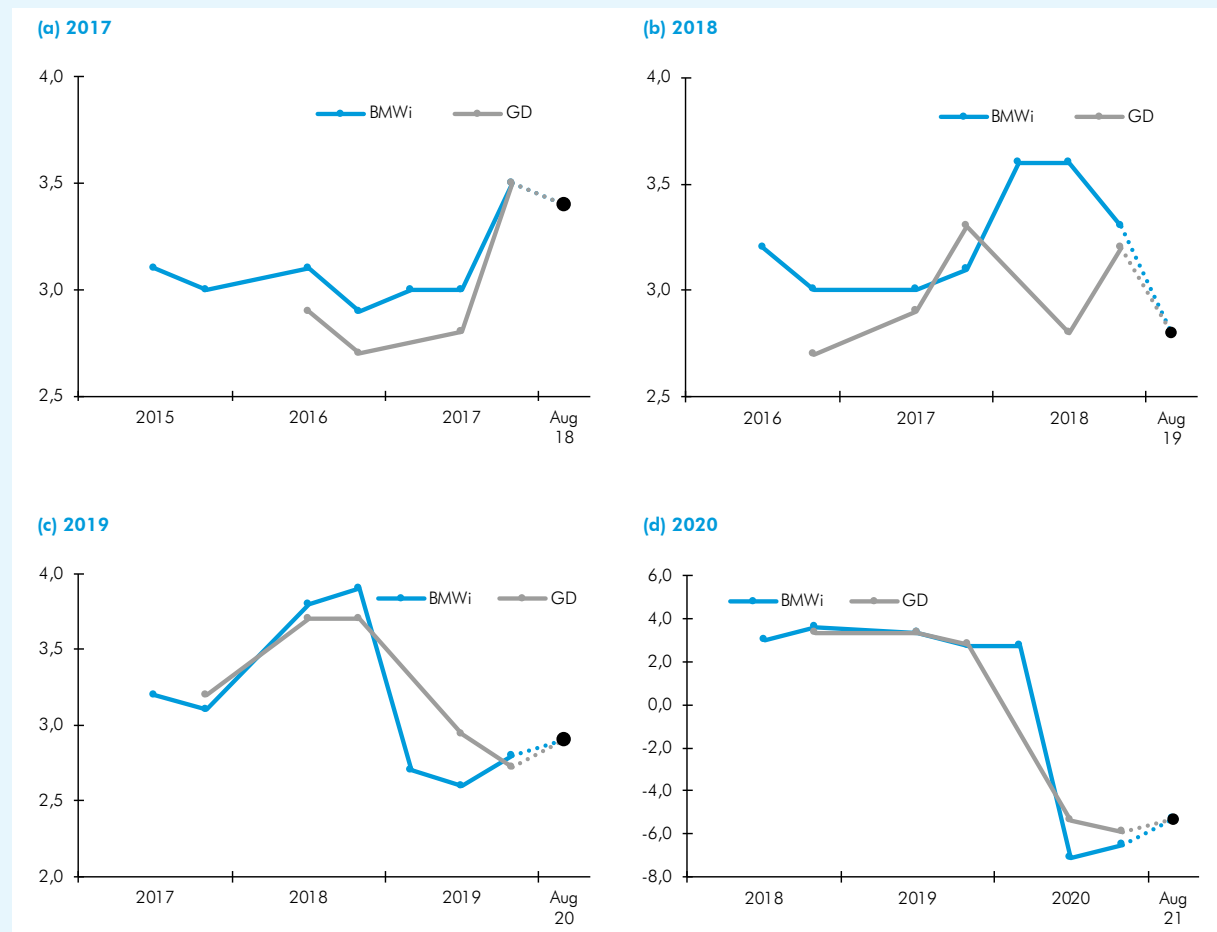 (a) 2017
4,0
BMWi
GD
3,5
3,0
2,5
2015
2016
2017
Aug
18
(b) 2018
4,0
BMWi
GD
3,5
3,0
2,5
2016
2017
2018
Aug
19
(c) 2019
4,0
BMWi
GD
3,5
3,0
2,5
2,0
2017
2018
2019
Aug
20
(d) 2020
6,0
BMWi
GD
4,0
2,0
0,0
-2,0
-4,0
-6,0
-8,0
2018
2019
2020
Aug
21